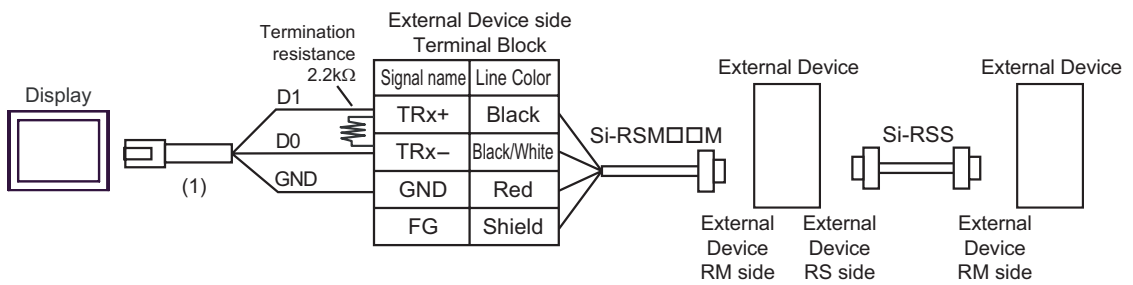 External Device side
Terminal Block
Termination
resistance
2.2kΩ
Signal name
Line Color
TRx+
Black
TRx–
Black/White
GND
Red
FG
Shield
Display
(1)
D1
D0
GND
Si-RSM□□M
External Device
External
Device
RM side
External
Device
RS side
Si-RSS
External Device
External
Device
RM side